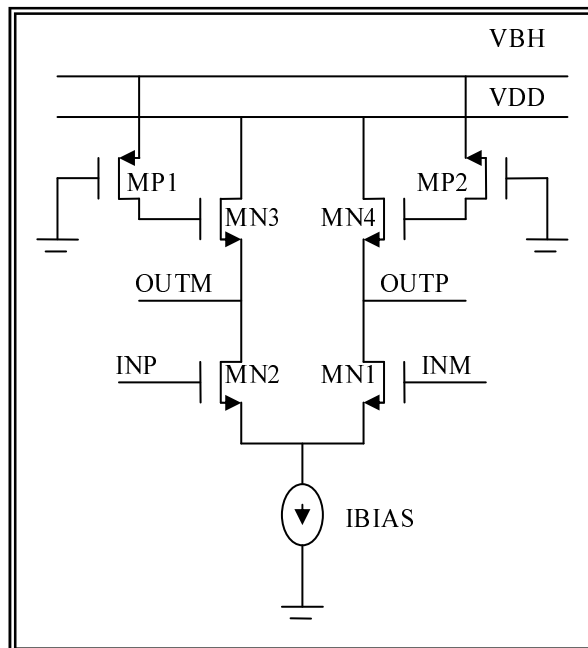 VBH
VDD
MP1 MP2
MN3 MN4
OUTM OUTP
INP MN2 MN1 INM
IBIAS